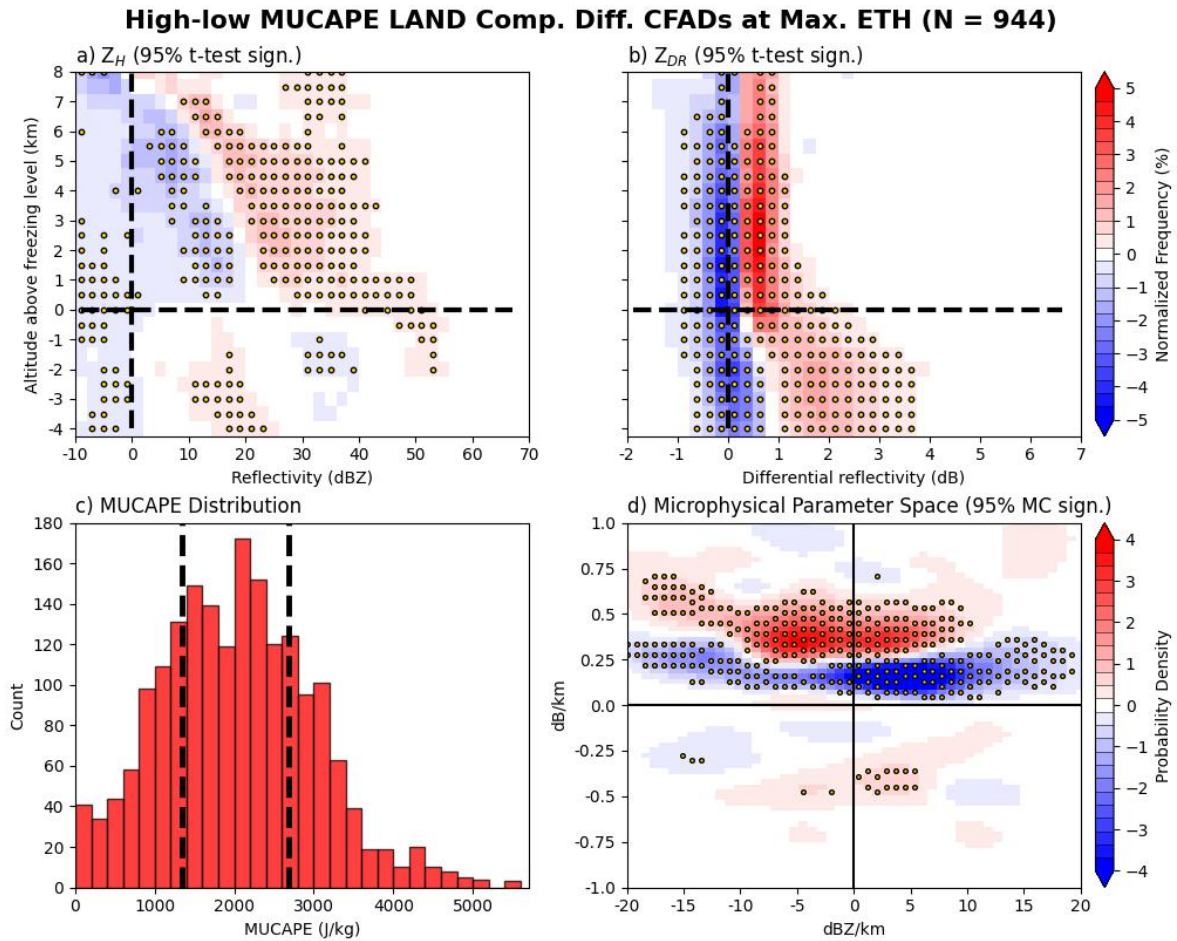 High-low MUCAPE LAND Comp. Diff. CFADs at Max. ETH (N = 944)
a) Z_H (95% t-test sign.)
8
7
6
5
4
3
2
1
0
-1
-2
-3
-4
Altitude above freezing level (km)
-10 0 10 20 30 40 50 60 70
Reflectivity (dBZ)
b) Z_DR (95% t-test sign.)
-2 -1 0 1 2 3 4 5 6 7
Differential reflectivity (dB)
5
4
3
2
1
0
−1
−2
−3
−4
−5
Normalized Frequency (%)
c) MUCAPE Distribution
180
160
140
120
100
80
60
40
20
0
Count
0 1000 2000 3000 4000 5000
MUCAPE (J/kg)
d) Microphysical Parameter Space (95% MC sign.)
1.0
0.75
0.5
0.25
0.0
-0.25
-0.5
-0.75
-1.0
dB/km
-20 -15 -10 -5 0 5 10 15 20
dBZ/km
4
3
2
1
0
−1
−2
−3
−4
Probability Density